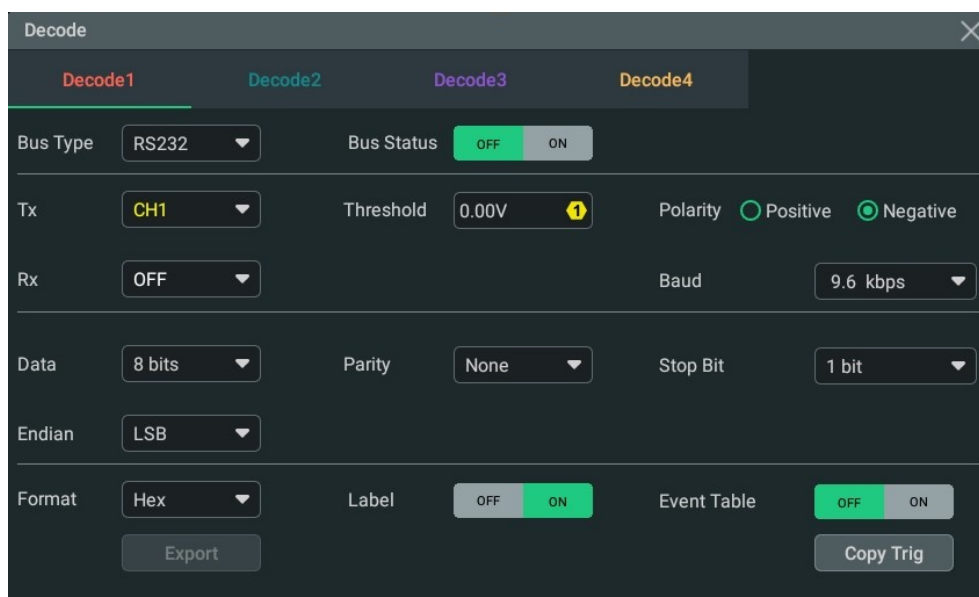 Decode
Decode1 Decode2 Decode3 Decode4
Bus Type RS232 Bus Status OFF ON
Tx CH1 Threshold 0.00V 1 Polarity Positive Negative
Rx OFF Baud 9.6 kbps
Data 8 bits Parity None Stop Bit 1 bit
Endian LSB
Format Hex Label OFF ON Event Table OFF ON
Export Copy Trig